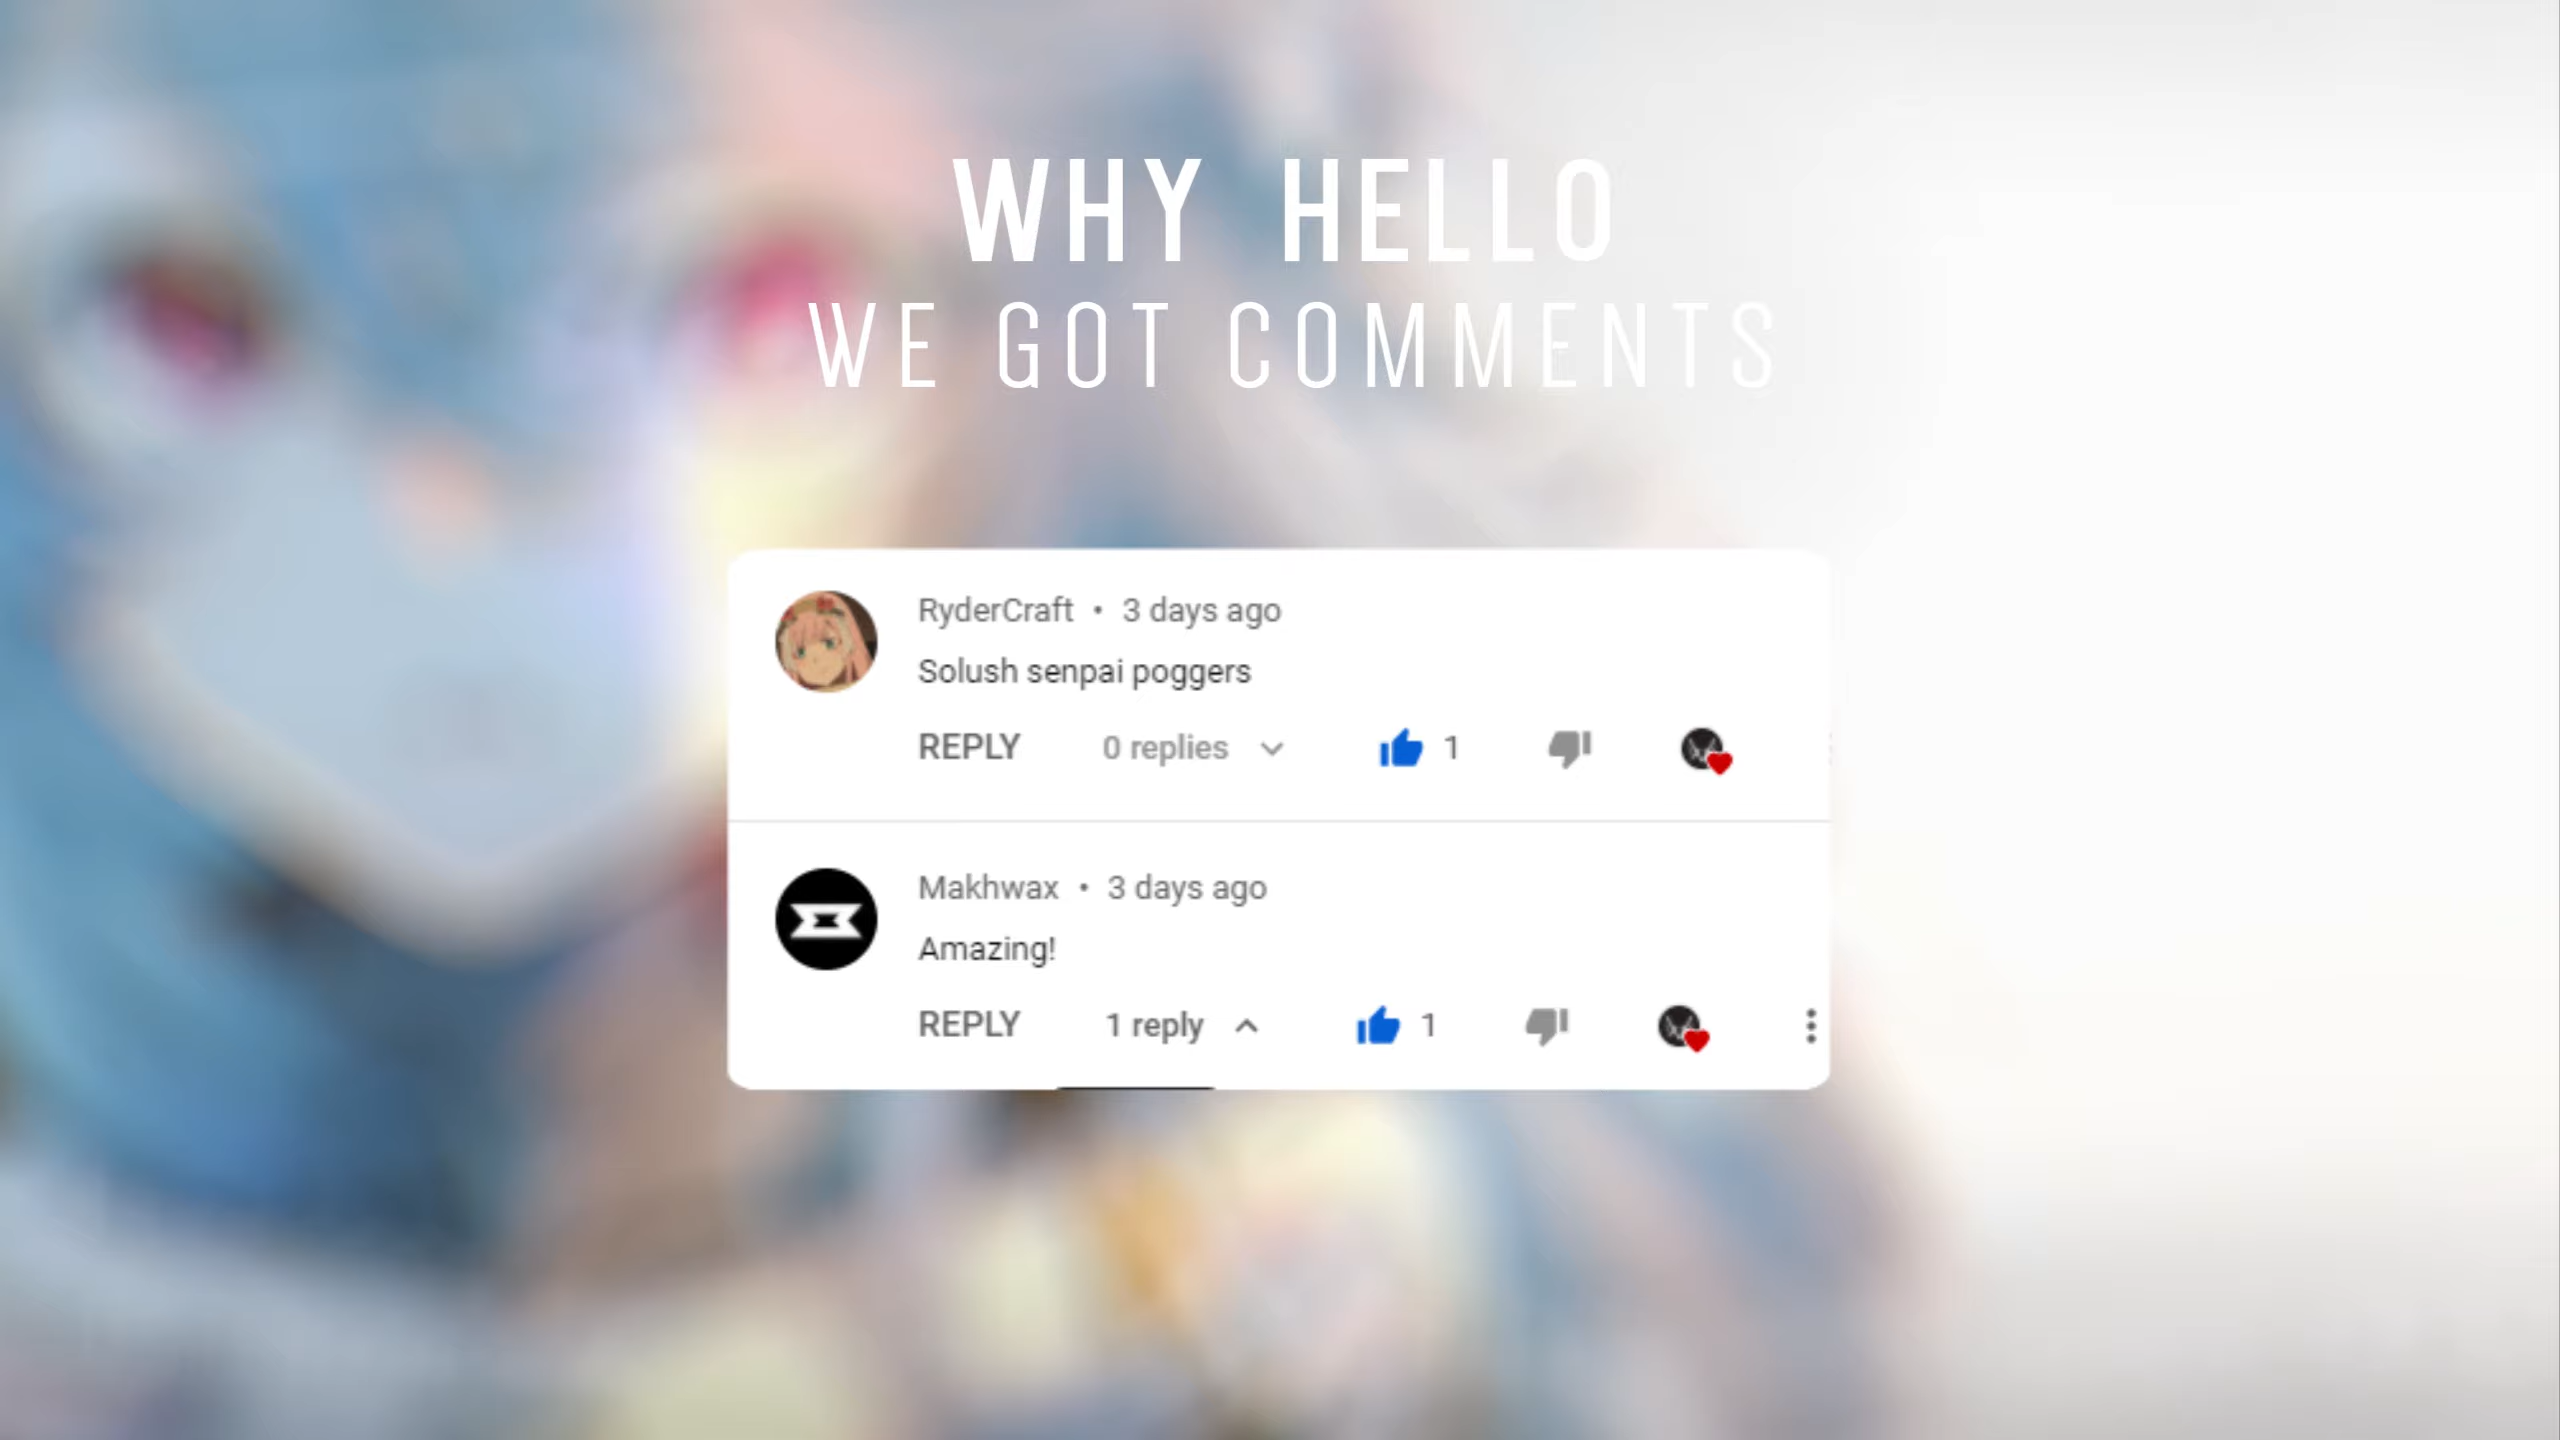 WHY HELLO
WE GOT COMMENTS
RyderCraft • 3 days ago
Solush senpai poggers
REPLY 0 replies 1
Makhwax • 3 days ago
Amazing!
REPLY 1 reply 1